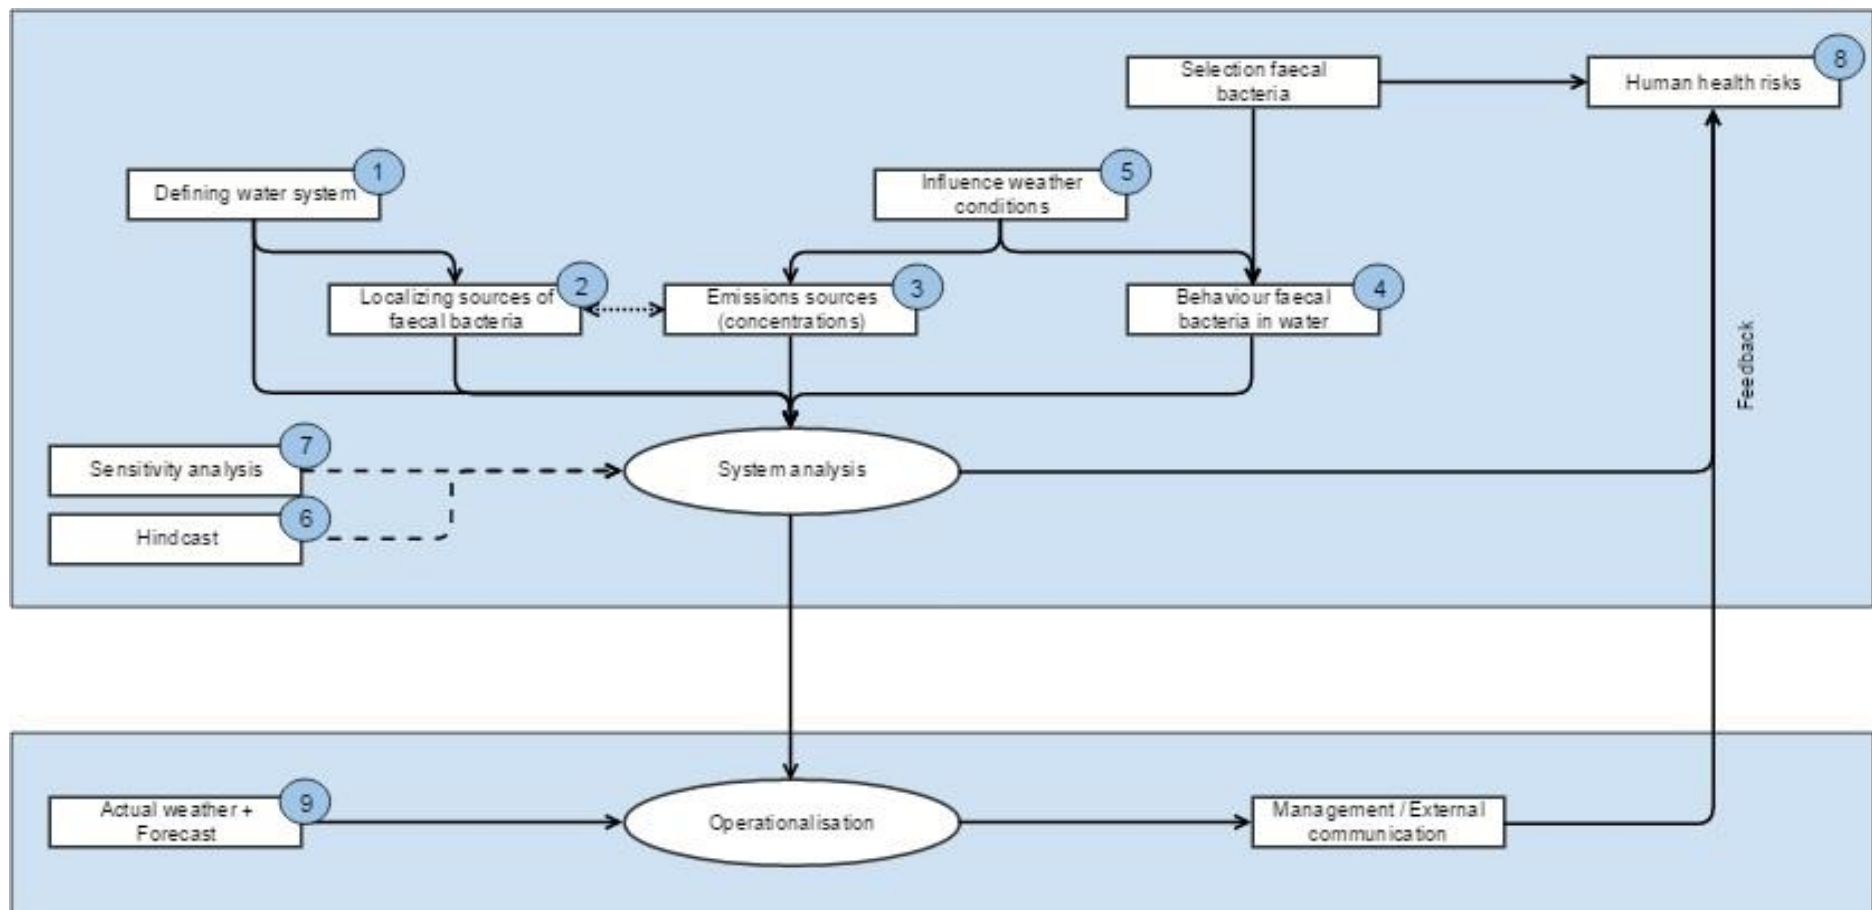 Selection faecal
bacteria
8
Human health risks
1
Defining water system
5
Influence weather
conditions
2
Localizing sources of
faecal bacteria
3
Emissions sources
(concentrations)
4
Behaviour faecal
bacteria in water
Feedback
7
Sensitivity analysis
System analysis
6
Hindcast
9
Actual weather +
Forecast
Operationalisation
Management / External
communication